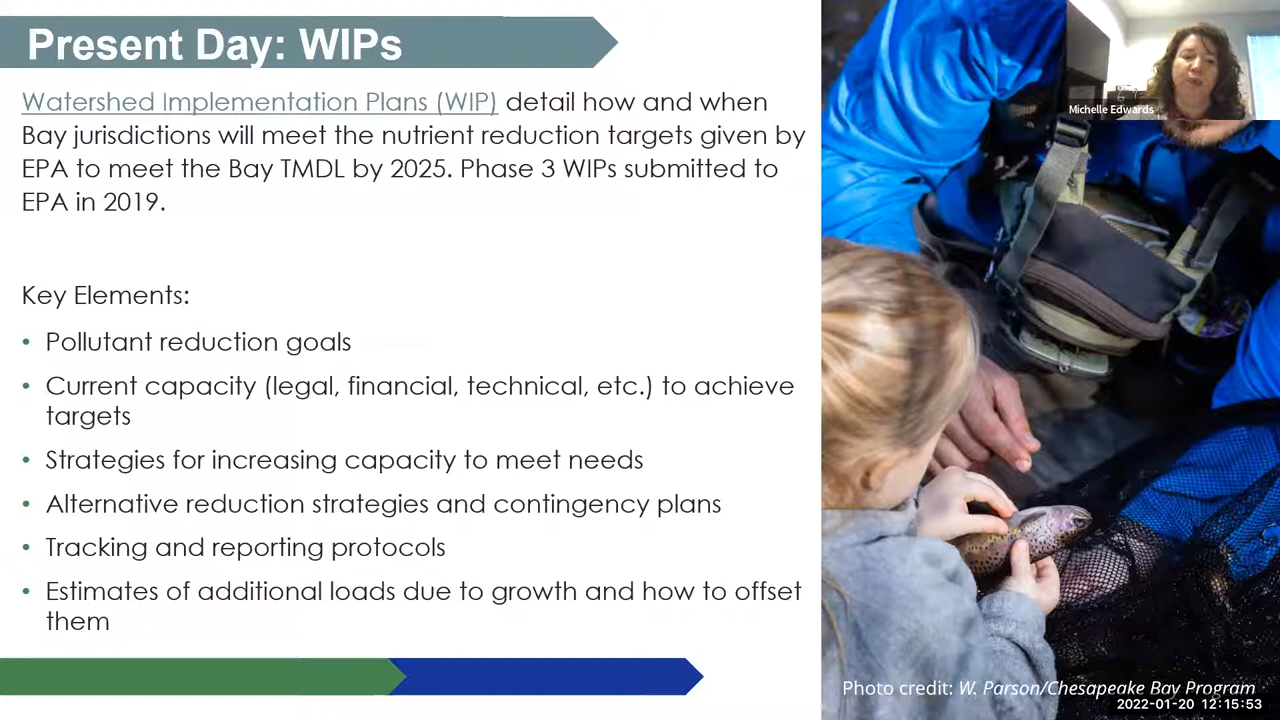 Present Day: WIPs
Watershed Implementation Plans (WIP) detail how and when
Bay jurisdictions will meet the nutrient reduction targets given by
EPA to meet the Bay TMDL by 2025. Phase 3 WIPs submitted to
EPA in 2019.
Key Elements:
• Pollutant reduction goals
• Current capacity (legal, financial, technical, etc.) to achieve
targets
• Strategies for increasing capacity to meet needs
• Alternative reduction strategies and contingency plans
• Tracking and reporting protocols
• Estimates of additional loads due to growth and how to offset
them
Michelle Edwards
Photo credit: W. Parson/Chesapeake Bay Program
2022-01-20 12:15:53